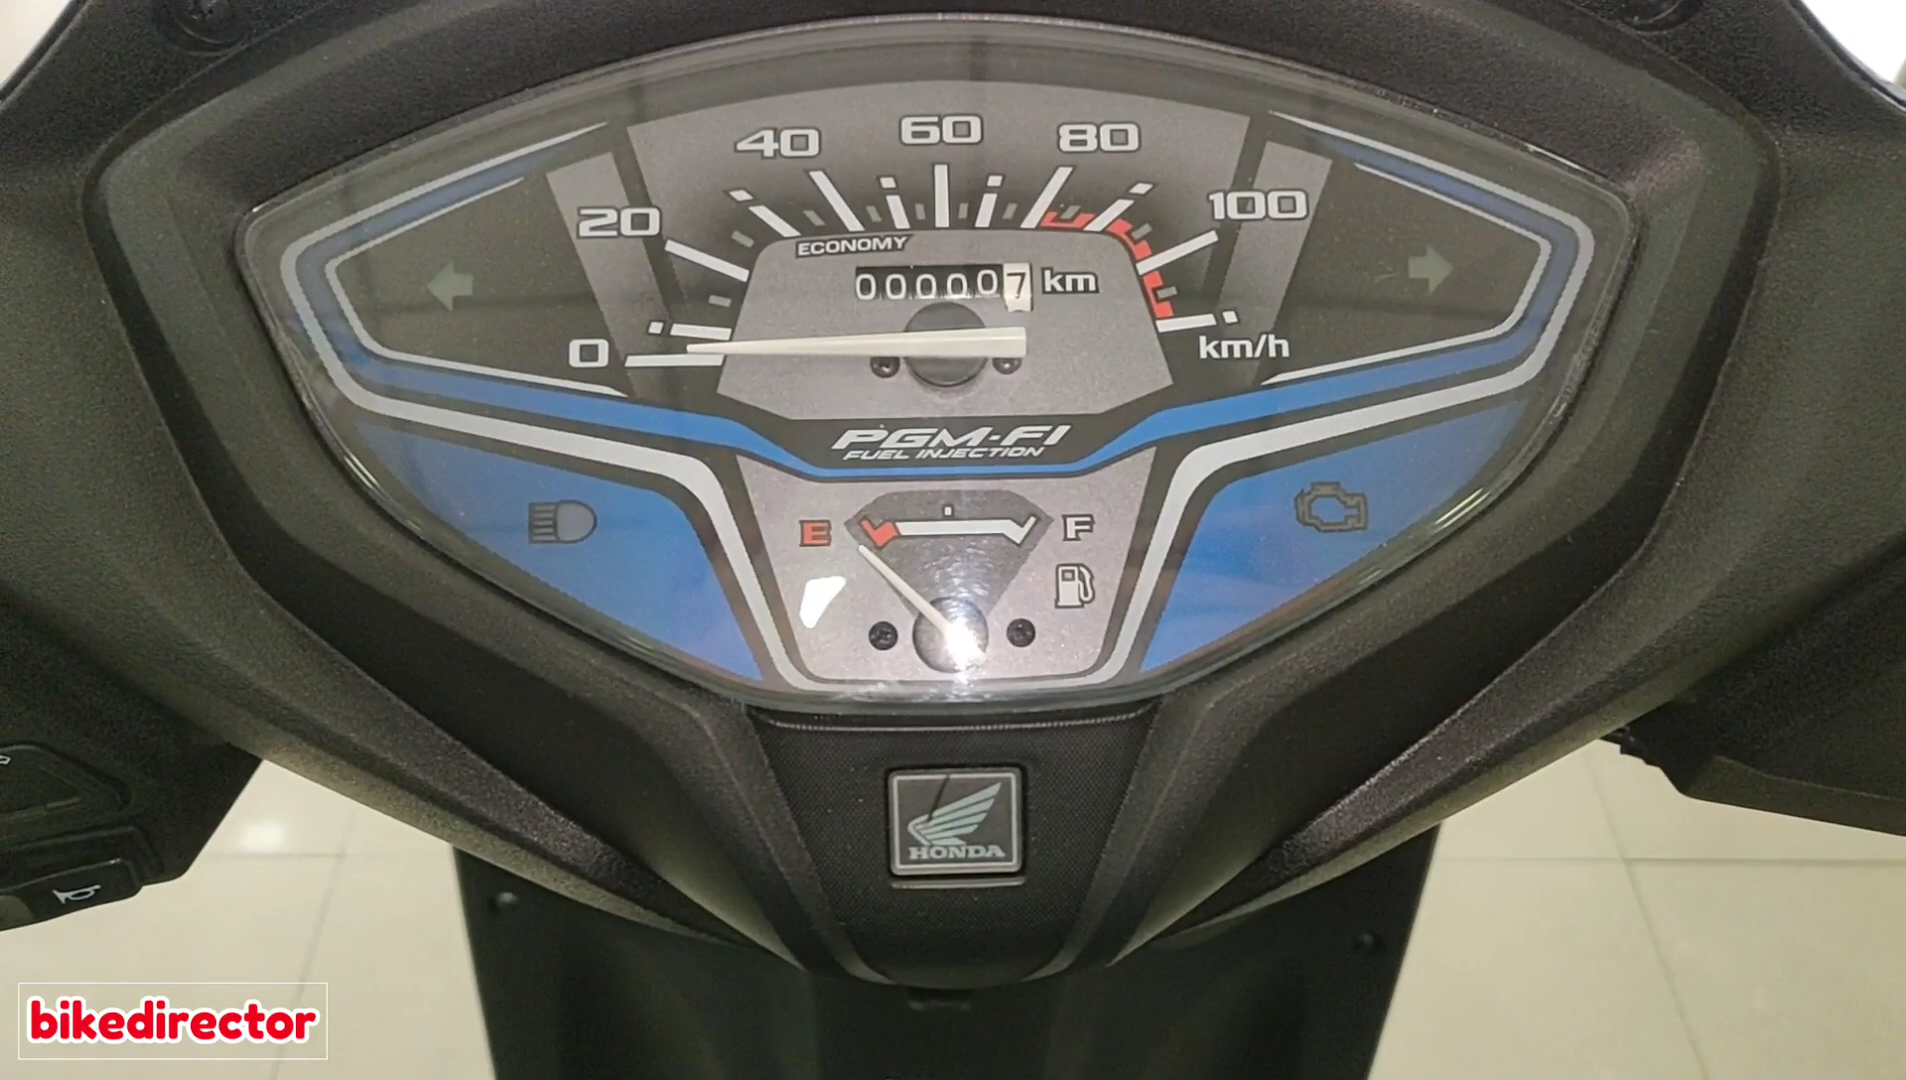 60
40
80
20
100
ECONOMY
000007 km
0
km/h
PGM-FI
FUEL INJECTION
E
F
HONDA
bikedirector